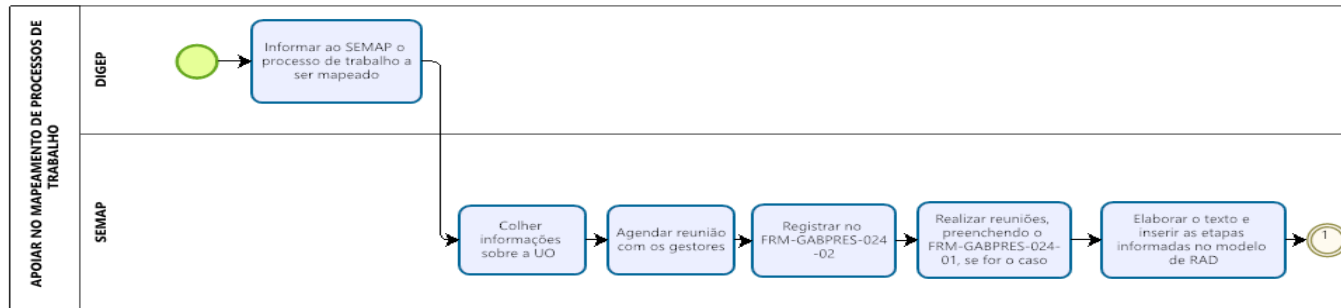 APOIAR NO MAPEAMENTO DE PROCESSOS DE
TRABALHO
DIGEP
Informar ao SEMAP o
processo de trabalho a
ser mapeado
SEMAP
Colher
informações
sobre a UO
Agendar reunião
com os gestores
Registrar no
FRM-GABPRES-024
-02
Realizar reuniões,
preenchendo o
FRM-GABPRES-024-
01, se for o caso
Elaborar o texto e
inserir as etapas
informadas no modelo
de RAD
1